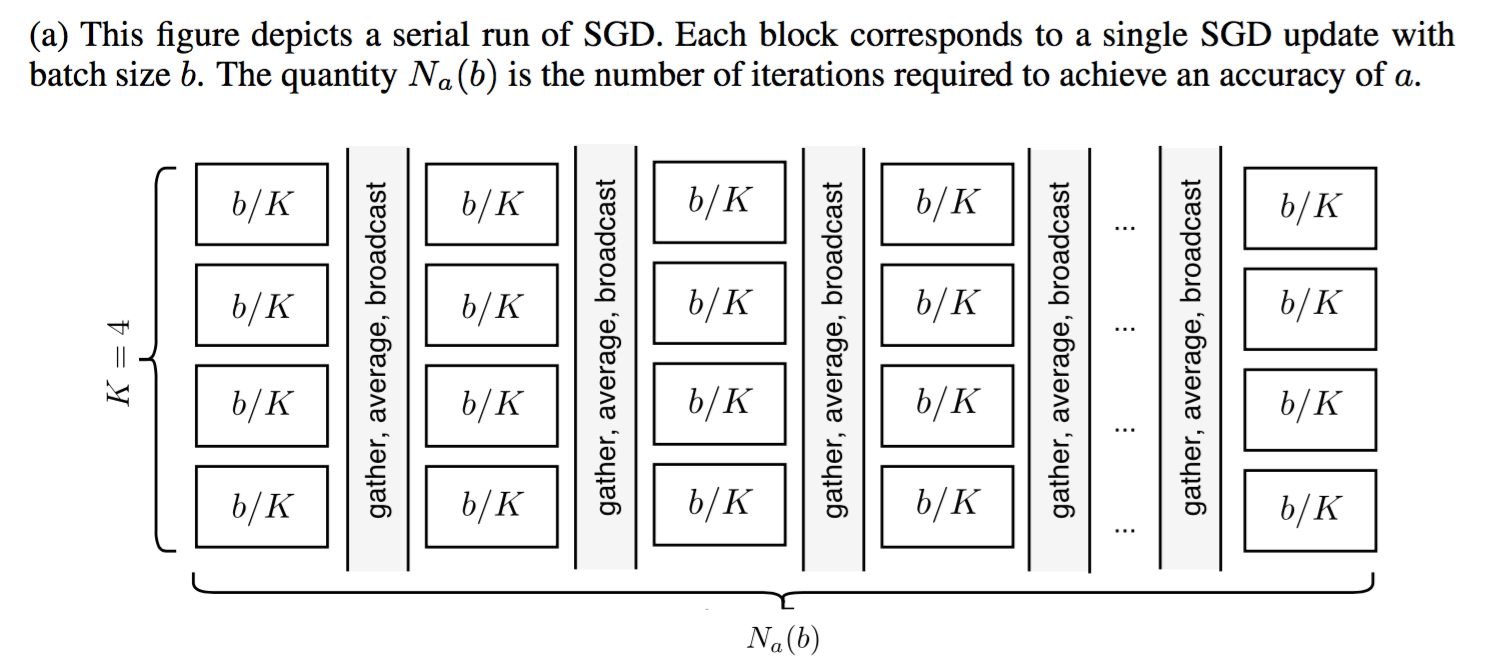 (a) This figure depicts a serial run of SGD. Each block corresponds to a single SGD update with
batch size b. The quantity Nₐ(b) is the number of iterations required to achieve an accuracy of a.
K = 4
b/K
b/K
b/K
b/K
gather, average, broadcast
b/K
b/K
b/K
b/K
gather, average, broadcast
b/K
b/K
b/K
b/K
gather, average, broadcast
b/K
b/K
b/K
b/K
gather, average, broadcast
...
...
...
...
gather, average, broadcast
b/K
b/K
b/K
b/K
Nₐ(b)